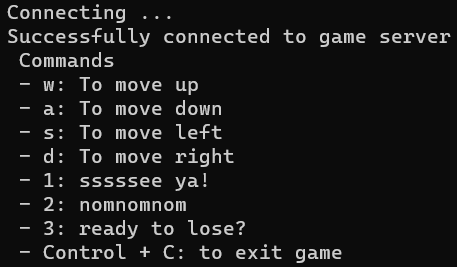 Connecting ...
Successfully connected to game server
Commands
- w: To move up
- a: To move down
- s: To move left
- d: To move right
- 1: sssssee ya!
- 2: nomnomnom
- 3: ready to lose?
- Control + C: to exit game